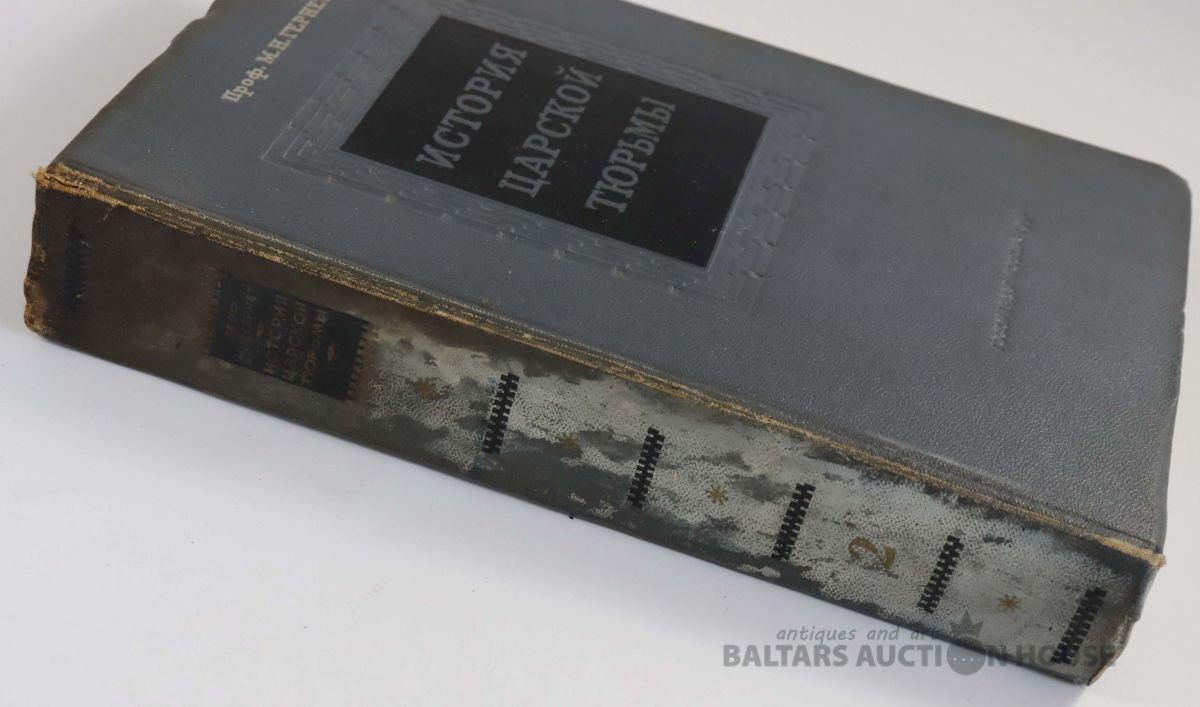 Проф. М.Н.ГЕРНЕТ
ИСТОРИЯ
ЦАРСКОЙ
ТЮРЬМЫ
ИСТОРИЯ
ЦАРСКОЙ
ТЮРЬМЫ
2
antiques and art
BALTARS AUCTION HOUSE